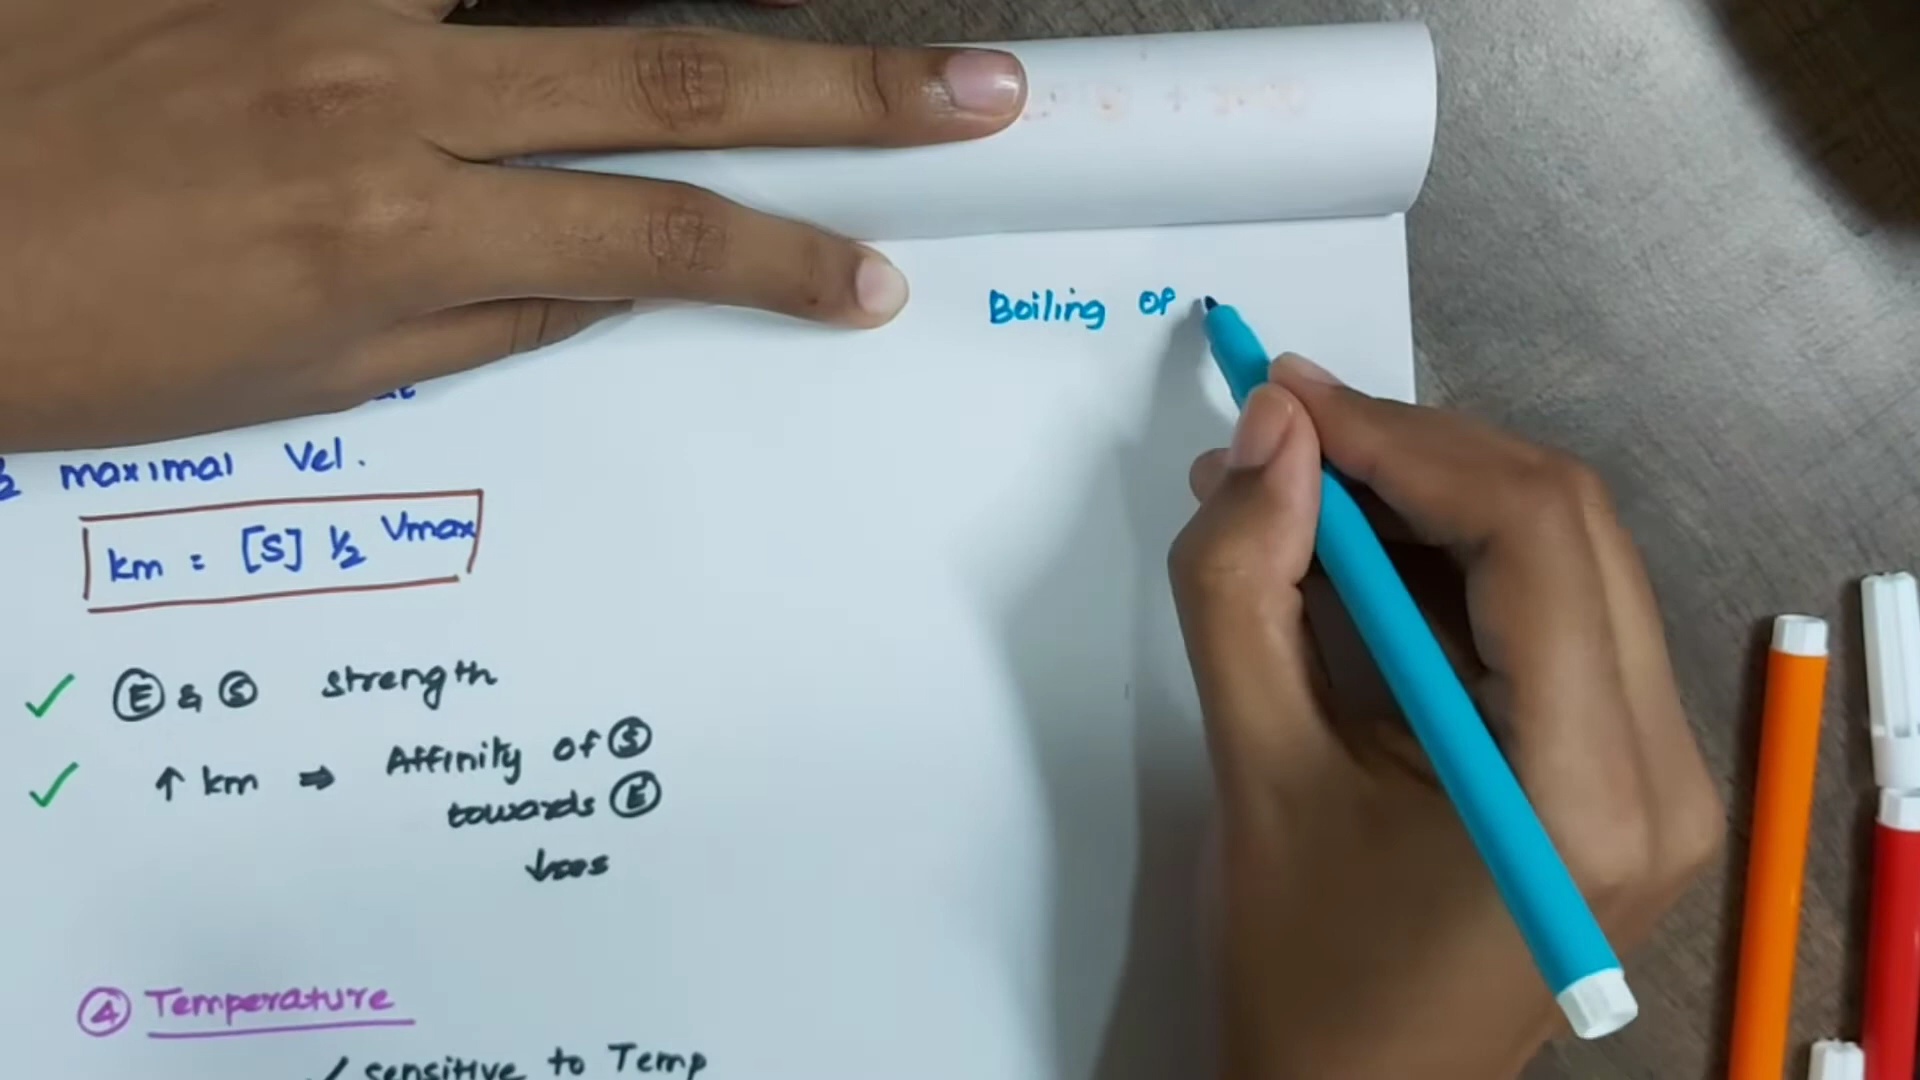 Boiling of
maximal Vel.
km = [S] ½ Vmax
✓ Ⓔ & Ⓢ strength
✓ ↑ km ⇒ Affinity of Ⓢ
towards Ⓔ
↓ses
④ Temperature
✓ sensitive to Temp